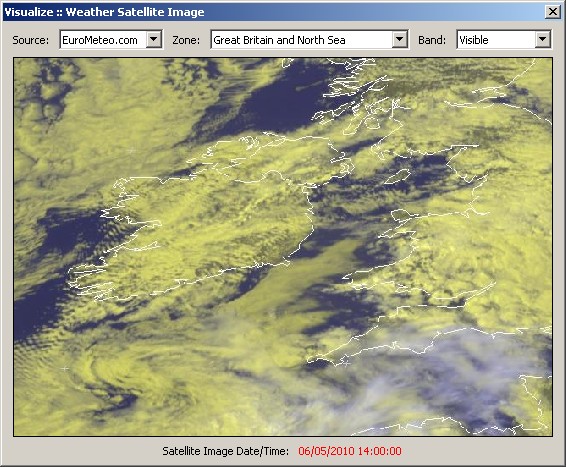 Visualize :: Weather Satellite Image
Source: EuroMeteo.com Zone: Great Britain and North Sea Band: Visible
Satellite Image Date/Time: 06/05/2010 14:00:00